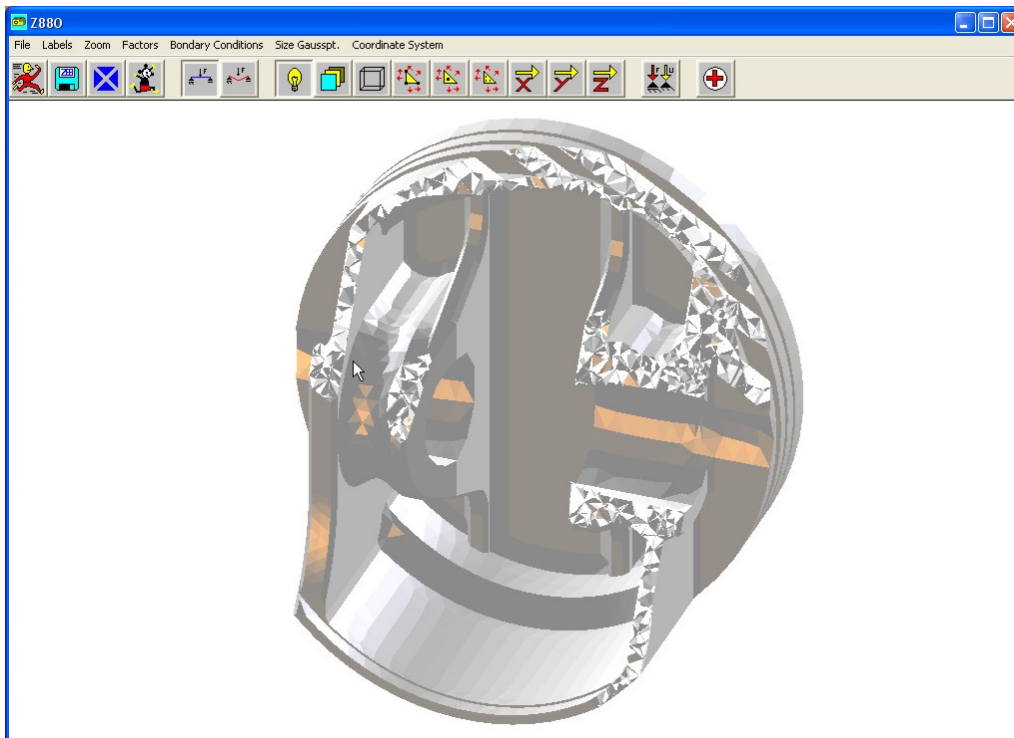 Z88O
File Labels Zoom Factors Bondary Conditions Size Gausspt. Coordinate System
X Y Z